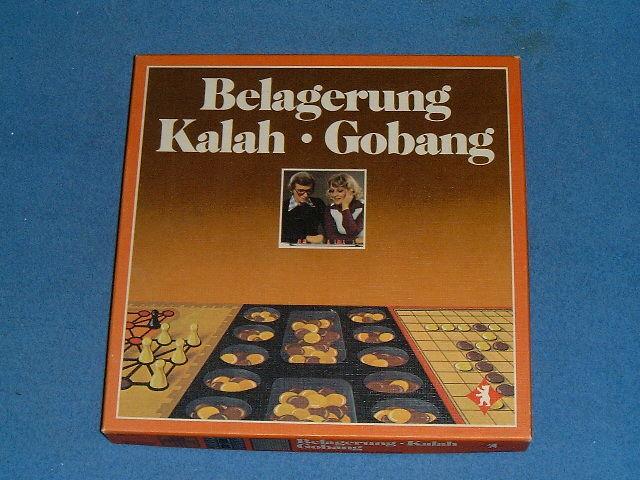 Belagerung
Kalah • Gobang
Belagerung • Kalah
Gobang